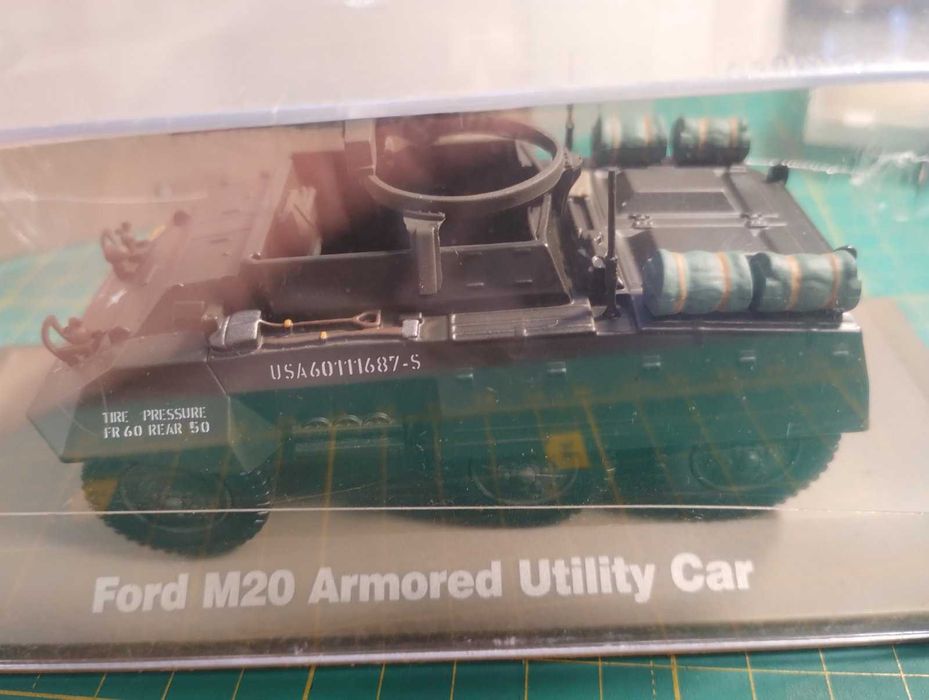 USA60111687-S
TIRE PRESSURE
FR 60 REAR 50
Ford M20 Armored Utility Car